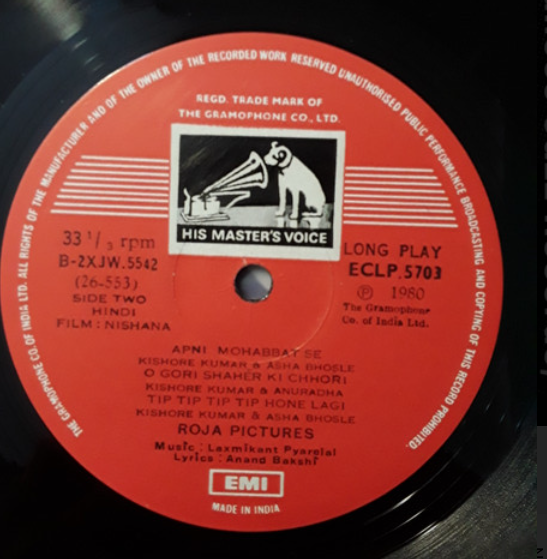 THE GRAMOPHONE CO. OF INDIA LTD. ALL RIGHTS OF THE MANUFACTURER AND OF THE OWNER OF THE RECORDED WORK RESERVED UNAUTHORISED PUBLIC PERFORMANCE BROADCASTING AND COPYING OF THIS RECORD PROHIBITED.
REGD. TRADE MARK OF
THE GRAMOPHONE CO., LTD.
HIS MASTER'S VOICE
33 1/3 rpm
B-2XJW.5542
(26-553)
SIDE TWO
HINDI
FILM : NISHANA
LONG PLAY
ECLP.5703
Ⓟ 1980
The Gramophone
Co. of India Ltd.
APNI MOHABBAT SE
KISHORE KUMAR & ASHA BHOSLE
O GORI SHAHER KI CHHORI
KISHORE KUMAR & ANURADHA
TIP TIP TIP TIP HONE LAGI
KISHORE KUMAR & ASHA BHOSLE
ROJA PICTURES
Music : Laxmikant Pyarelal
Lyrics : Anand Bakshi
EMI
MADE IN INDIA